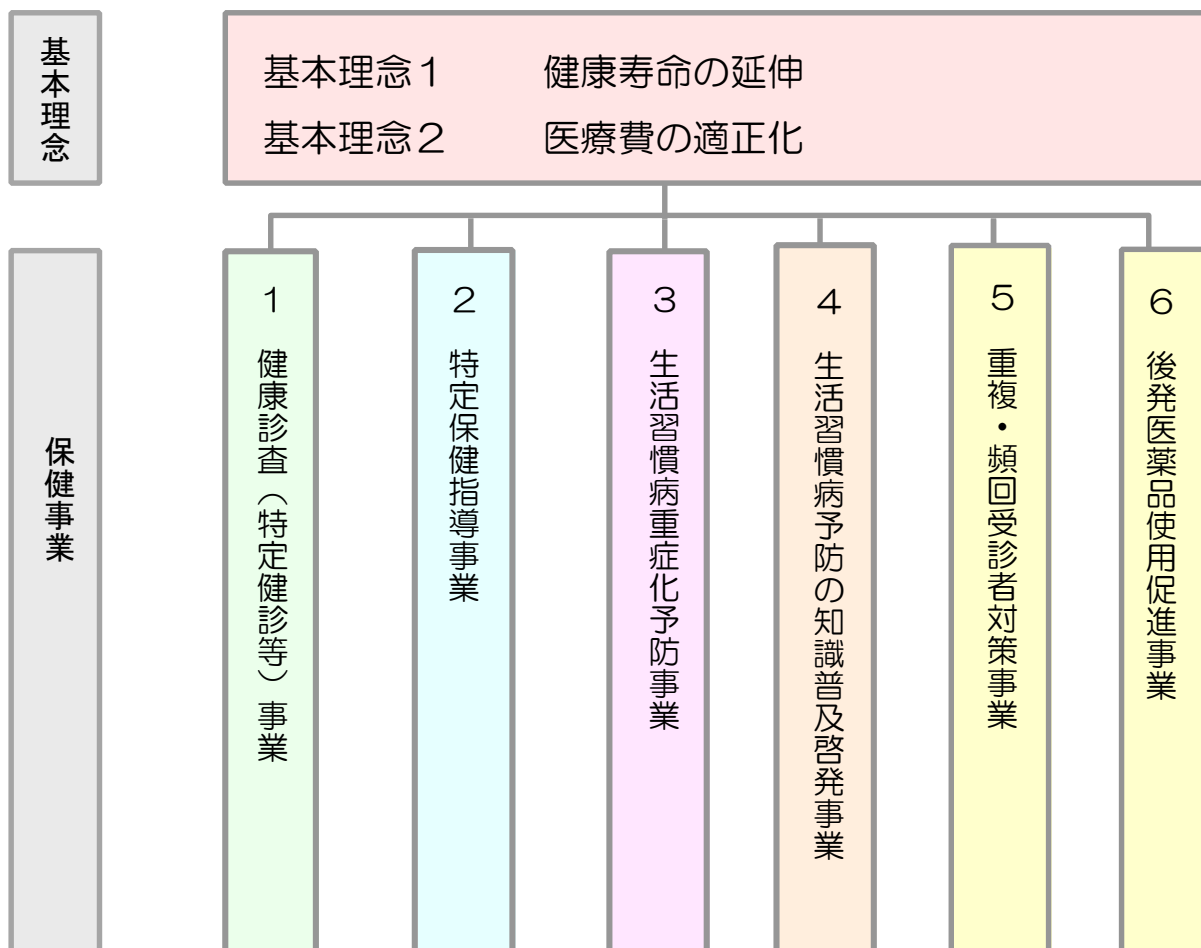 基本理念
基本理念１　健康寿命の延伸
基本理念２　医療費の適正化
保健事業
１　健康診査（特定健診等）事業
２　特定保健指導事業
３　生活習慣病重症化予防事業
４　生活習慣病予防の知識普及啓発事業
５　重複・頻回受診者対策事業
６　後発医薬品使用促進事業